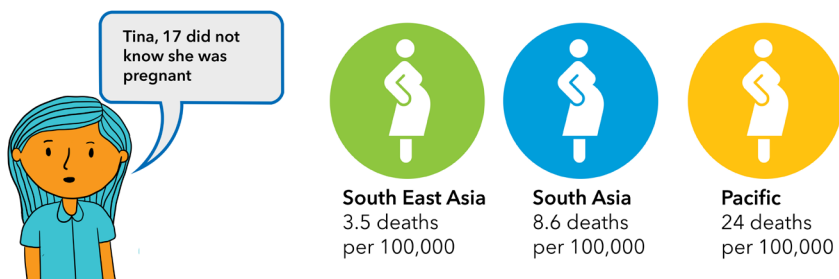 Tina, 17 did not
know she was
pregnant
South East Asia
3.5 deaths
per 100,000
South Asia
8.6 deaths
per 100,000
Pacific
24 deaths
per 100,000